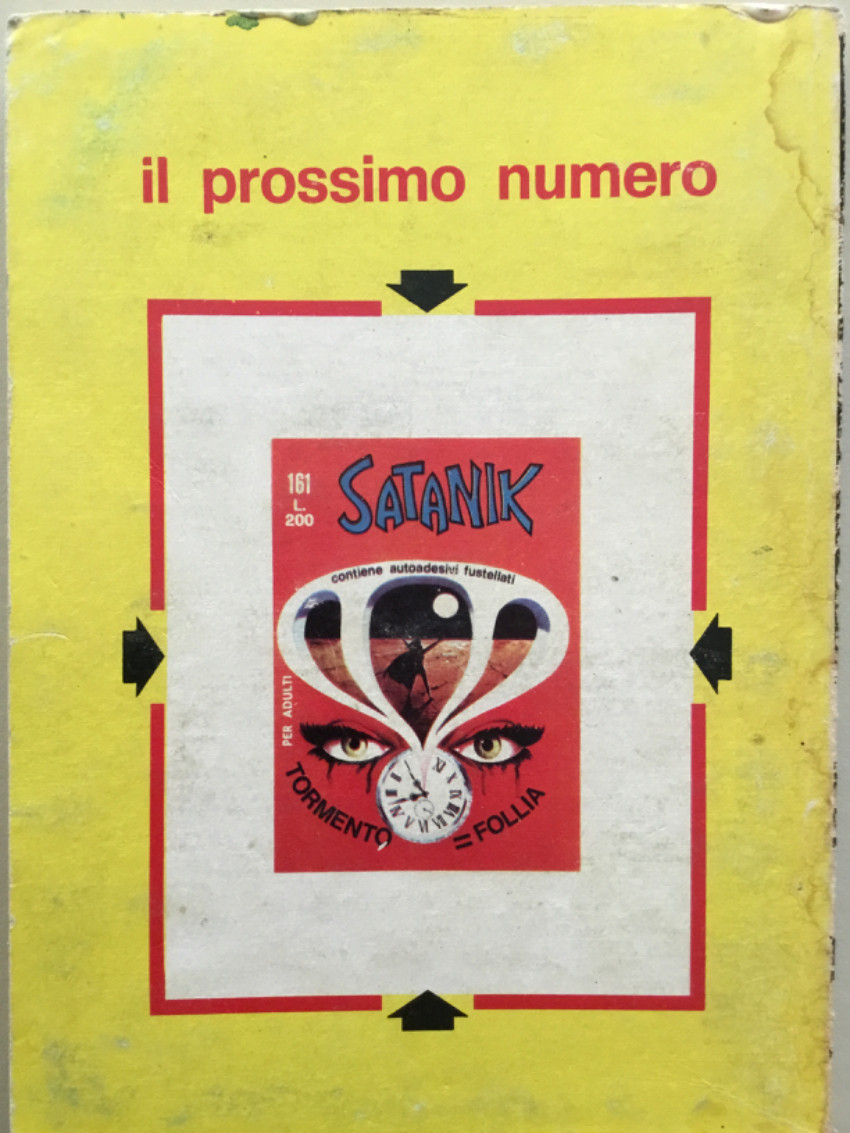 il prossimo numero
161
L.
200
SATANIK
contiene autoadesivi fustellati
PER ADULTI
TORMENTO
=FOLLIA